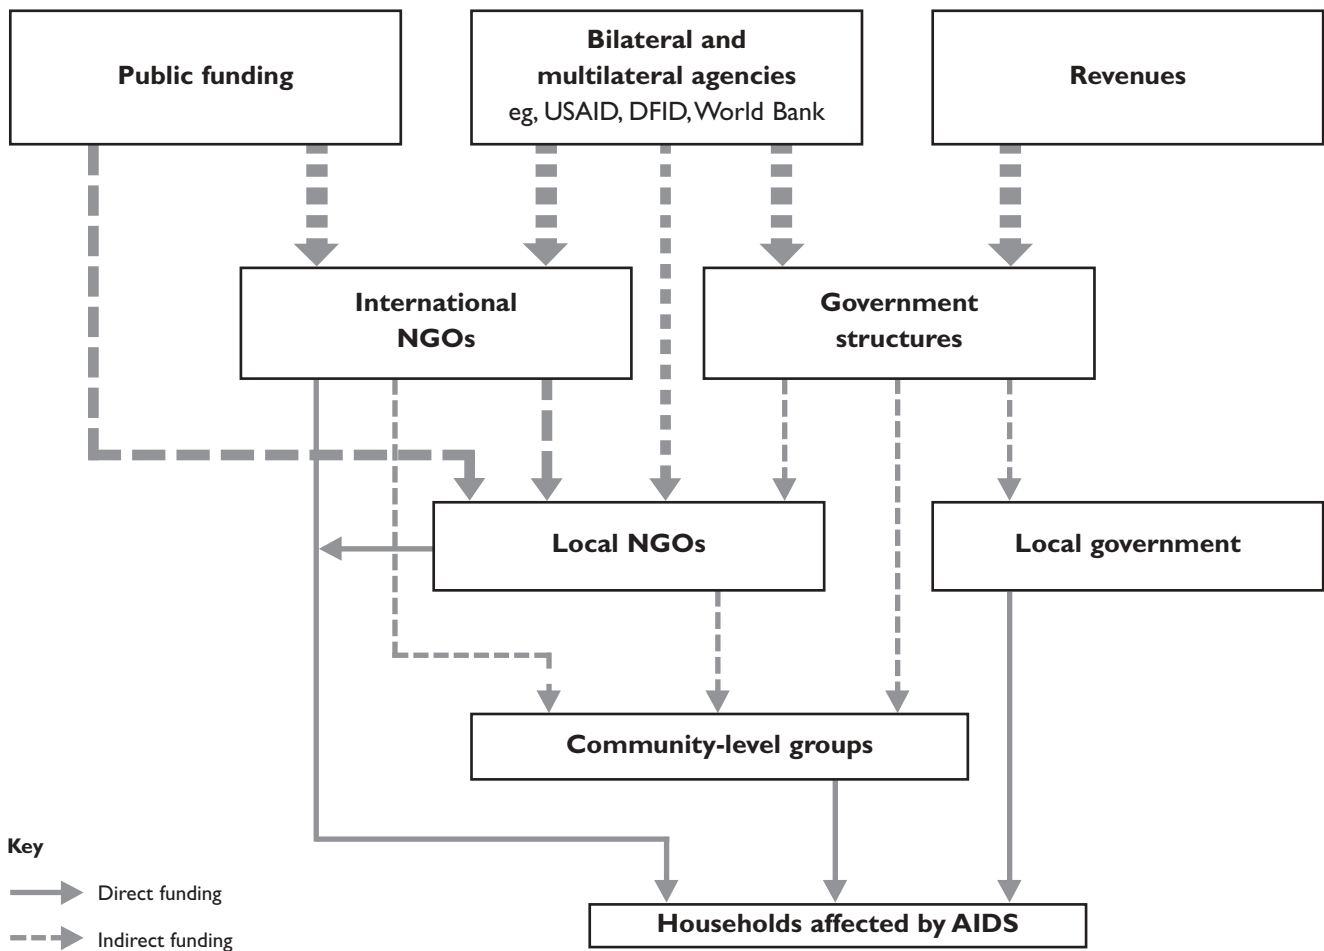 Public funding
Bilateral and
multilateral agencies
eg, USAID, DFID, World Bank
Revenues
International
NGOs
Government
structures
Local NGOs
Local government
Community-level groups
Households affected by AIDS
Key
Direct funding
Indirect funding